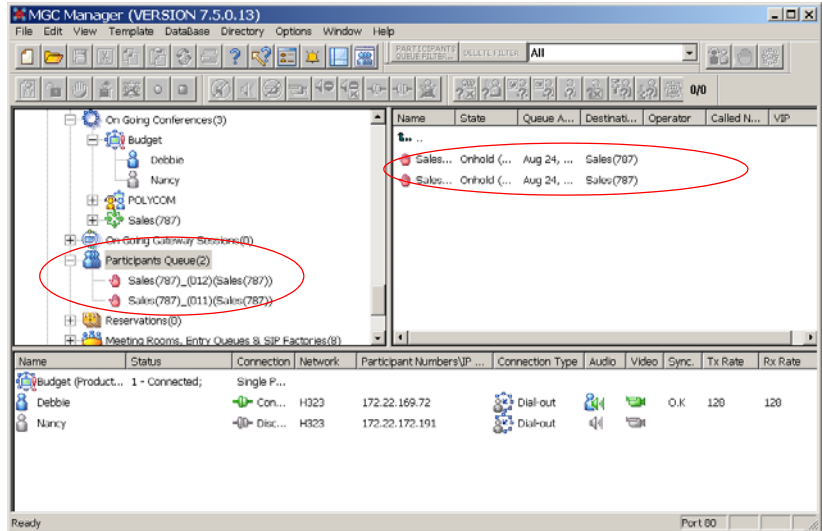 MGC Manager (VERSION 7.5.0.13)
File Edit View Template DataBase Directory Options Window Help
PARTICIPANTS QUEUE FILTER... DELETE FILTER All
0/0
On Going Conferences(3)
Budget
Debbie
Nancy
POLYCOM
Sales(787)
On Going Gateway Sessions(0)
Participants Queue(2)
Sales(787)_(012)(Sales(787))
Sales(787)_(011)(Sales(787))
Reservations(0)
Meeting Rooms, Entry Queues & SIP Factories(8)
Name State Queue A... Destinati... Operator Called N... VIP
..
Sales... Onhold (... Aug 24, ... Sales(787)
Sales... Onhold (... Aug 24, ... Sales(787)
Name Status Connection Network Participant Numbers\IP ... Connection Type Audio Video Sync. Tx Rate Rx Rate
Budget (Product... 1 - Connected; Single P...
Debbie Con... H323 172.22.169.72 Dial-out O.K 128 128
Nancy Disc... H323 172.22.172.191 Dial-out
Ready Port 80